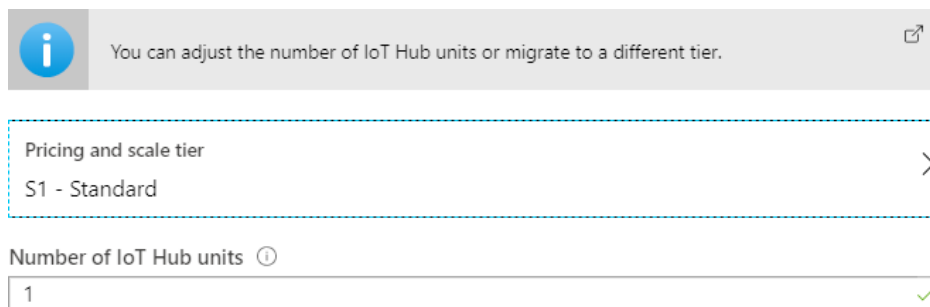 You can adjust the number of IoT Hub units or migrate to a different tier.
Pricing and scale tier
S1 - Standard
Number of IoT Hub units
1